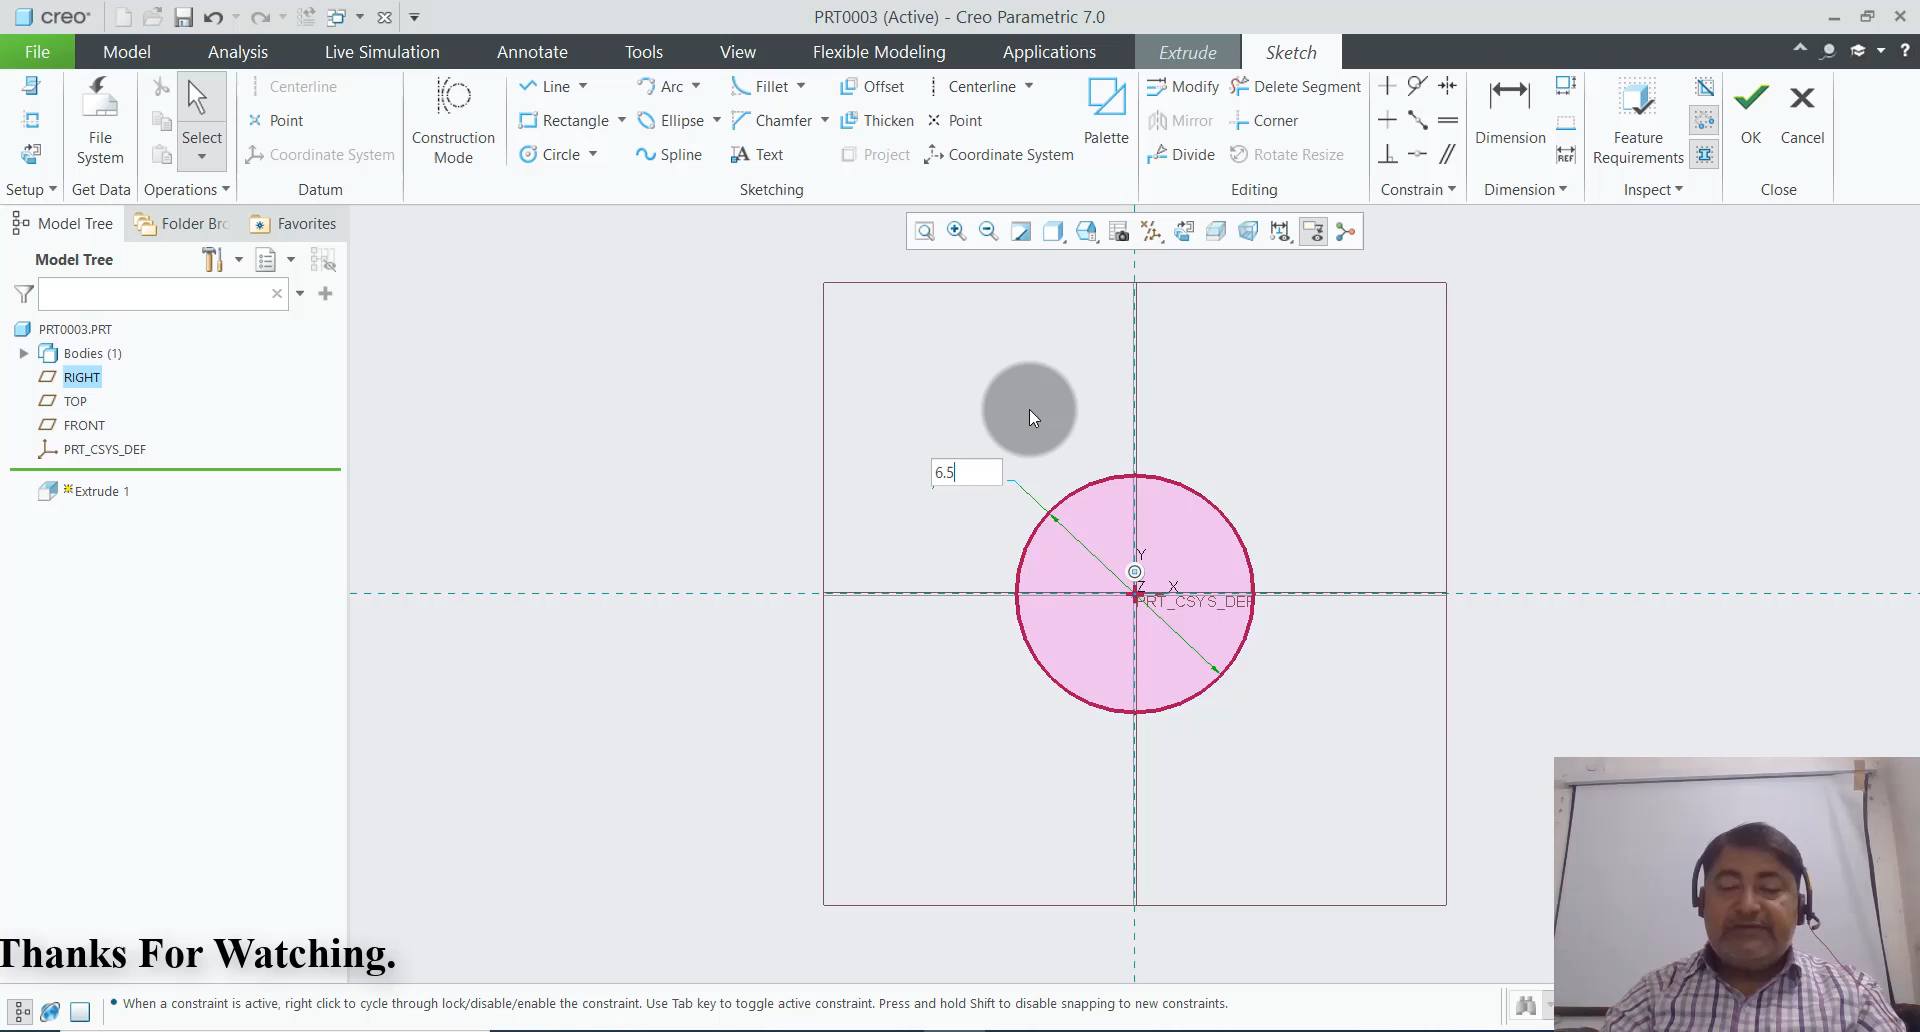 creo
PRT0003 (Active) - Creo Parametric 7.0
File
Model
Analysis
Live Simulation
Annotate
Tools
View
Flexible Modeling
Applications
Extrude
Sketch
File System
Select
Centerline
Point
Coordinate System
Construction Mode
Line
Rectangle
Circle
Arc
Ellipse
Spline
Fillet
Chamfer
Text
Offset
Thicken
Project
Centerline
Point
Coordinate System
Palette
Modify
Mirror
Divide
Delete Segment
Corner
Rotate Resize
Dimension
REF
Feature Requirements
OK
Cancel
Setup
Get Data
Operations
Datum
Sketching
Editing
Constrain
Dimension
Inspect
Close
Model Tree
Folder Bro
Favorites
Model Tree
PRT0003.PRT
Bodies (1)
RIGHT
TOP
FRONT
PRT_CSYS_DEF
Extrude 1
6.5
Y
Z
X
PRT_CSYS_DEF
Thanks For Watching.
When a constraint is active, right click to cycle through lock/disable/enable the constraint. Use Tab key to toggle active constraint. Press and hold Shift to disable snapping to new constraints.